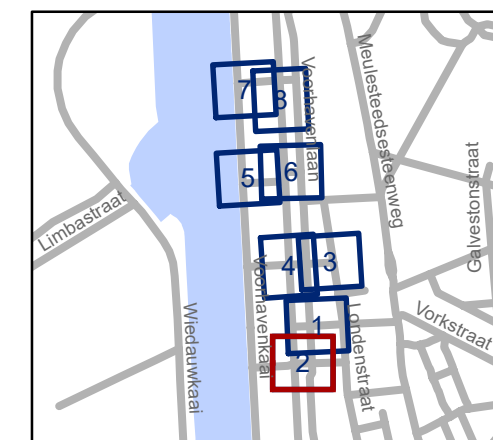 Meulesteedsesteenweg
Voorhavenlaan
7
8
5
6
Galvestonstraat
Limbastraat
4
3
Voorhavenkaai
Wiedauwkaai
Londenstraat
Vorkstraat
1
2